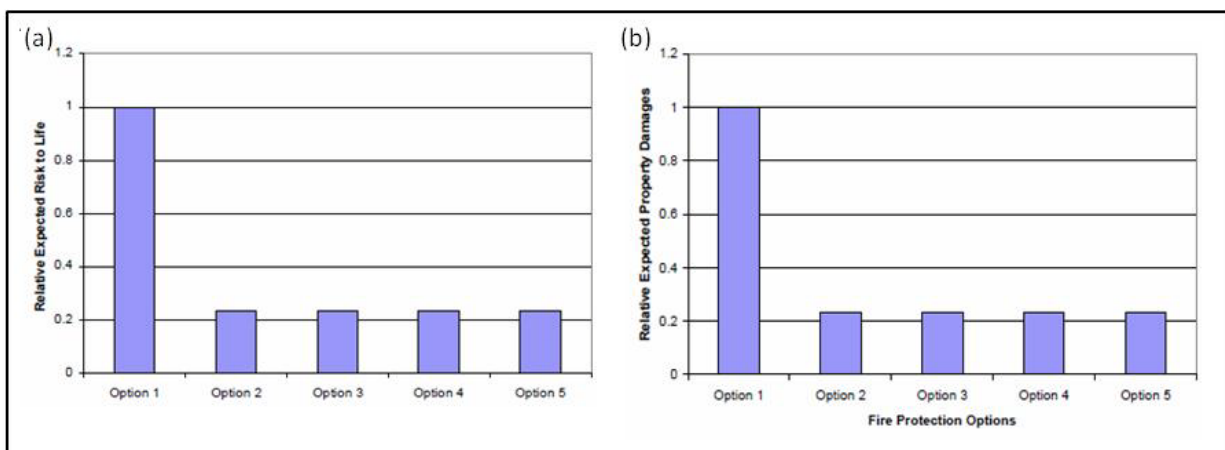 (a)
Relative Expected Risk to Life
1.2
1
0.8
0.6
0.4
0.2
0
Option 1 Option 2 Option 3 Option 4 Option 5
(b)
Relative Expected Property Damages
1.2
1
0.8
0.6
0.4
0.2
0
Option 1 Option 2 Option 3 Option 4 Option 5
Fire Protection Options